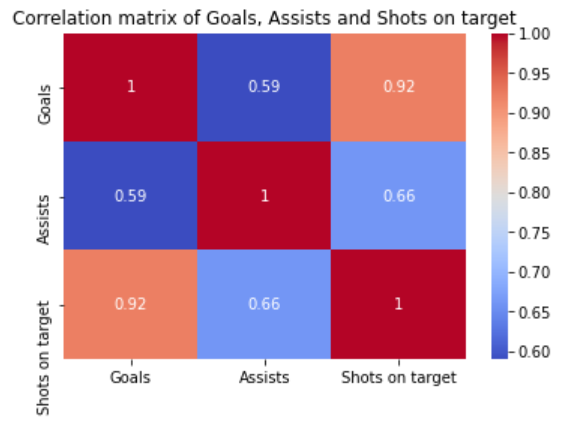 Correlation matrix of Goals, Assists and Shots on target
Goals
1
0.59
0.92
Assists
0.59
1
0.66
Shots on target
0.92
0.66
1
Goals
Assists
Shots on target
1.00
0.95
0.90
0.85
0.80
0.75
0.70
0.65
0.60